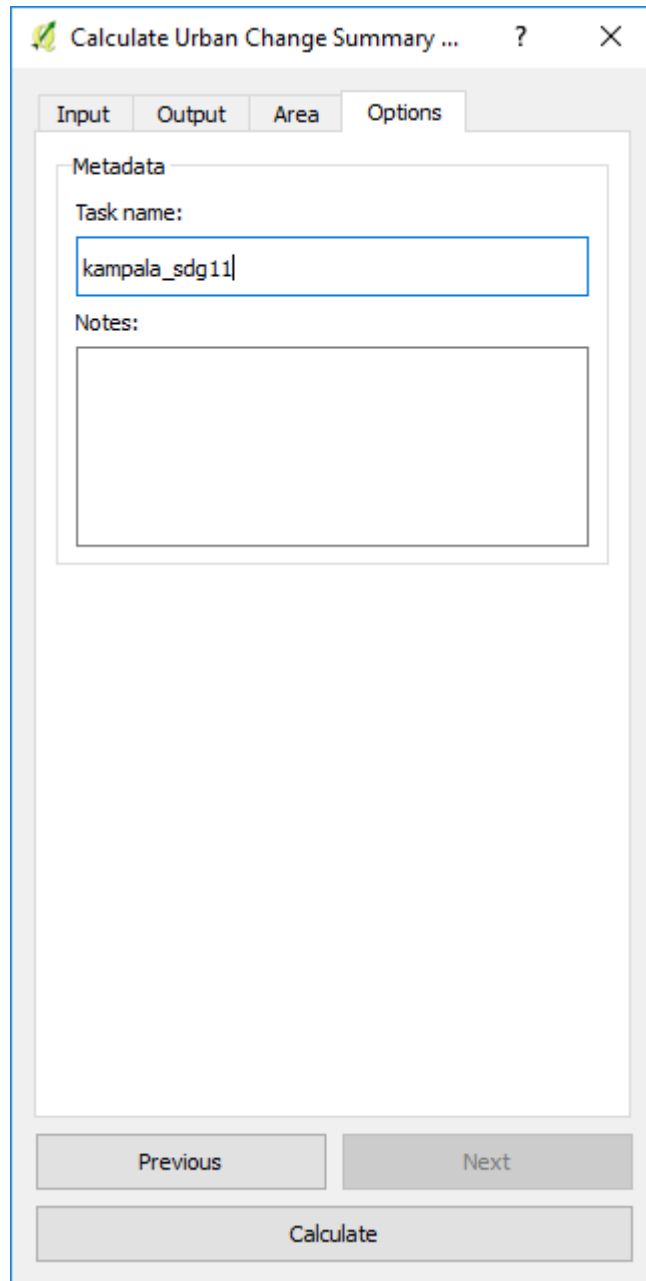 Calculate Urban Change Summary ... ?
Input Output Area Options
Metadata
Task name:
kampala_sdg11
Notes:
Previous Next
Calculate